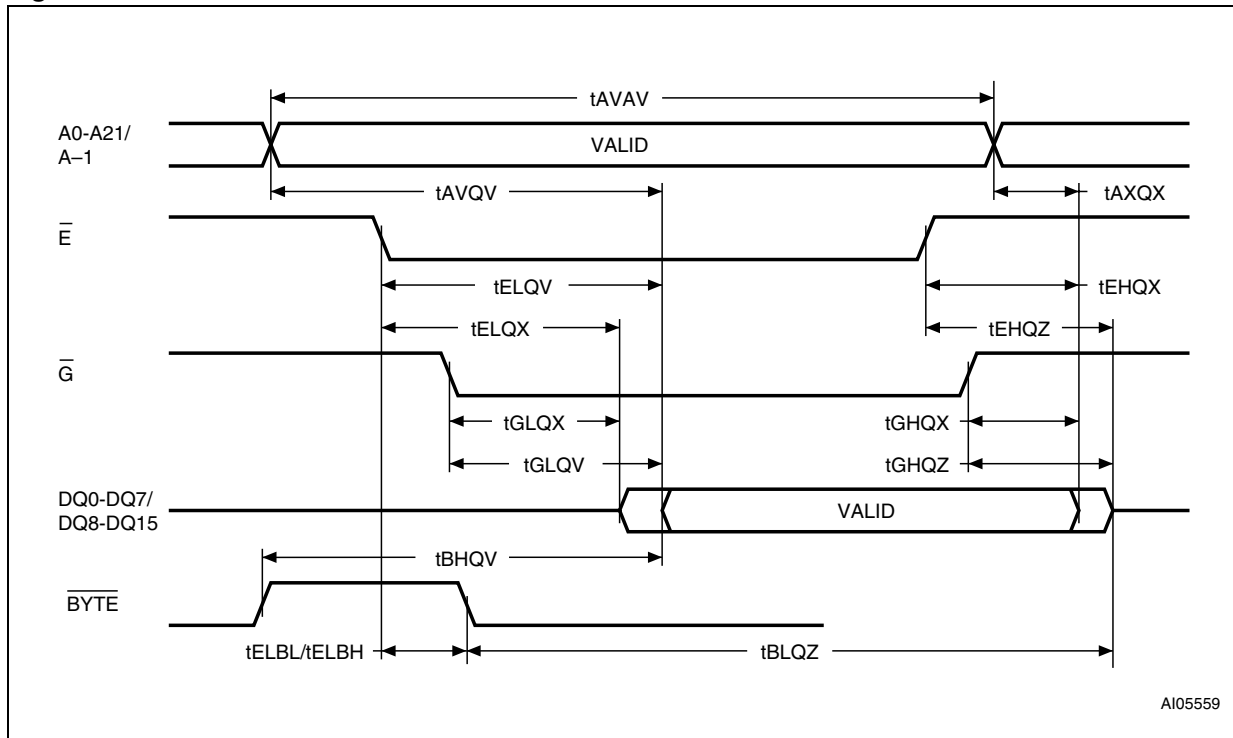 tAVAV
A0-A21/
A–1
VALID
tAVQV
tAXQX
E
tELQV
tEHQX
tELQX
tEHQZ
G
tGLQX
tGHQX
tGLQV
tGHQZ
DQ0-DQ7/
DQ8-DQ15
VALID
tBHQV
BYTE
tELBL/tELBH
tBLQZ
AI05559